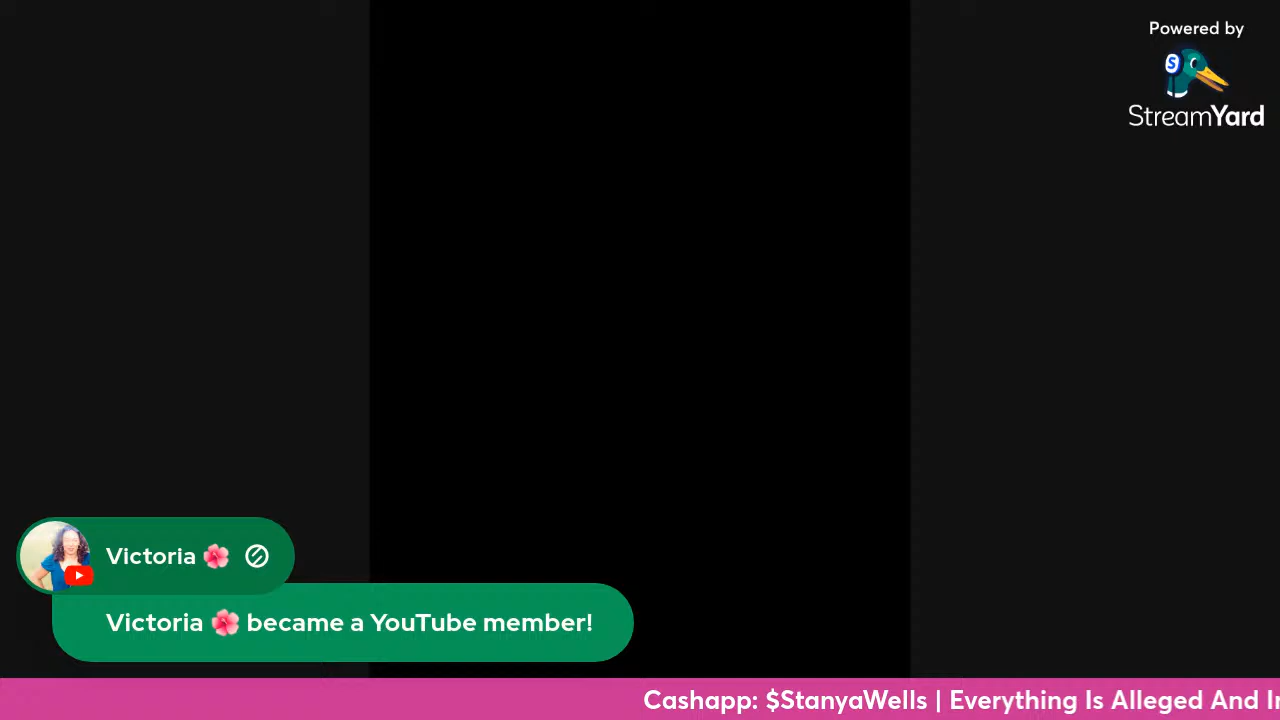 Powered by
StreamYard
Victoria 🌺
Victoria 🌺 became a YouTube member!
Cashapp: $StanyaWells | Everything Is Alleged And